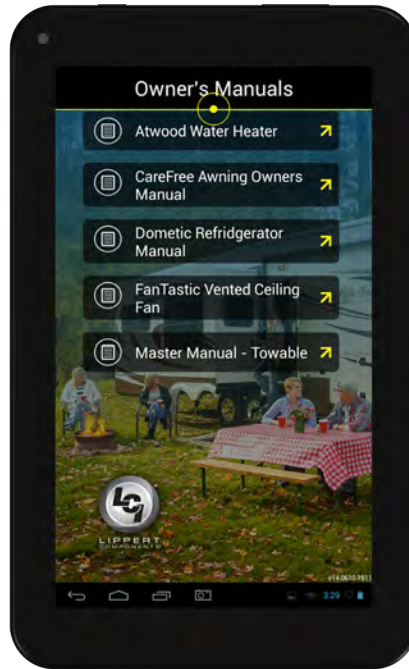 Owner's Manuals
Atwood Water Heater
CareFree Awning Owners
Manual
Dometic Refridgerator
Manual
FanTastic Vented Ceiling
Fan
Master Manual - Towable
LCI
LIPPERT
COMPONENTS
3:29